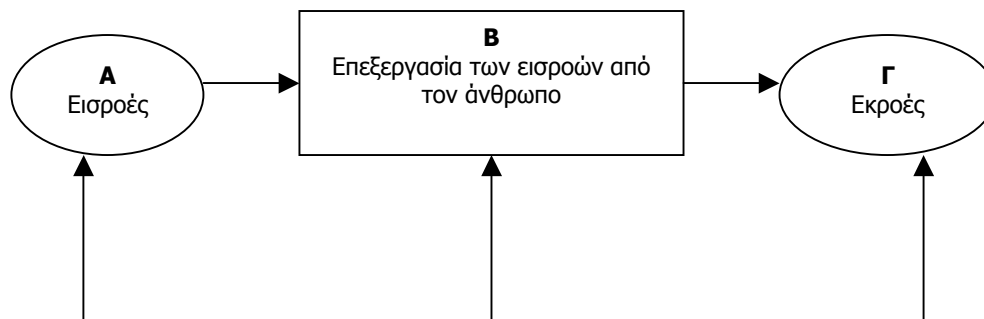 Α
Εισροές
Β
Επεξεργασία των εισροών από
τον άνθρωπο
Γ
Εκροές